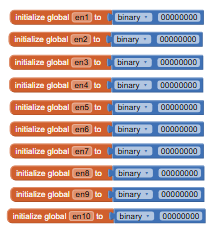 initialize global en1 to binary 00000000
initialize global en2 to binary 00000000
initialize global en3 to binary 00000000
initialize global en4 to binary 00000000
initialize global en5 to binary 00000000
initialize global en6 to binary 00000000
initialize global en7 to binary 00000000
initialize global en8 to binary 00000000
initialize global en9 to binary 00000000
initialize global en10 to binary 00000000